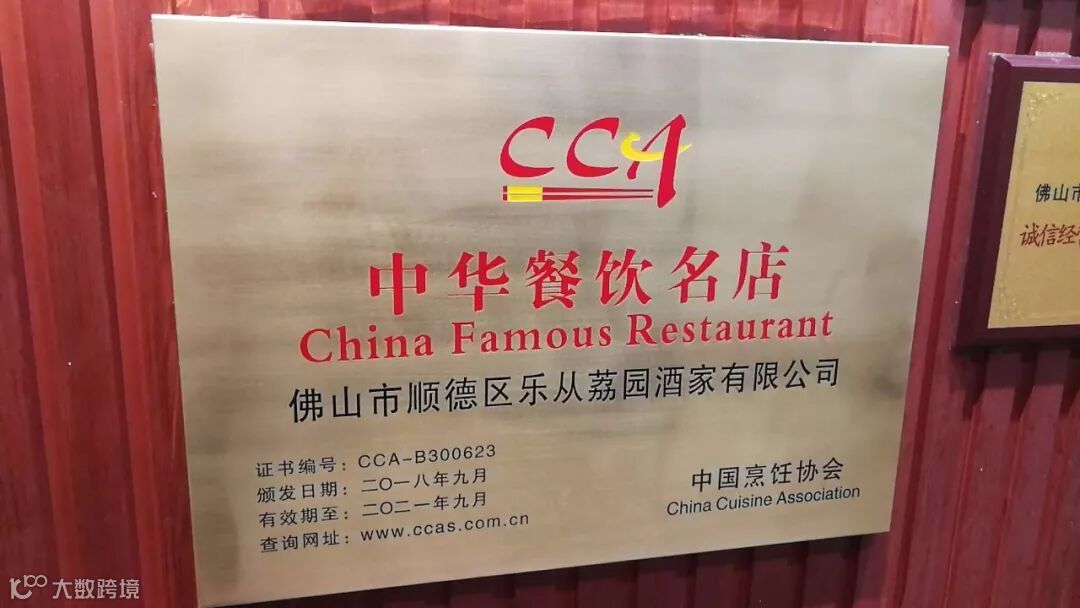 CCA
中华餐饮名店
China Famous Restaurant
佛山市顺德区乐从荔园酒家有限公司
证书编号：CCA-B300623
颁发日期：二〇一八年九月
有效期至：二〇二一年九月
查询网址：www.ccas.com.cn
中国烹饪协会
China Cuisine Association
佛山市
诚信经
大数跨境